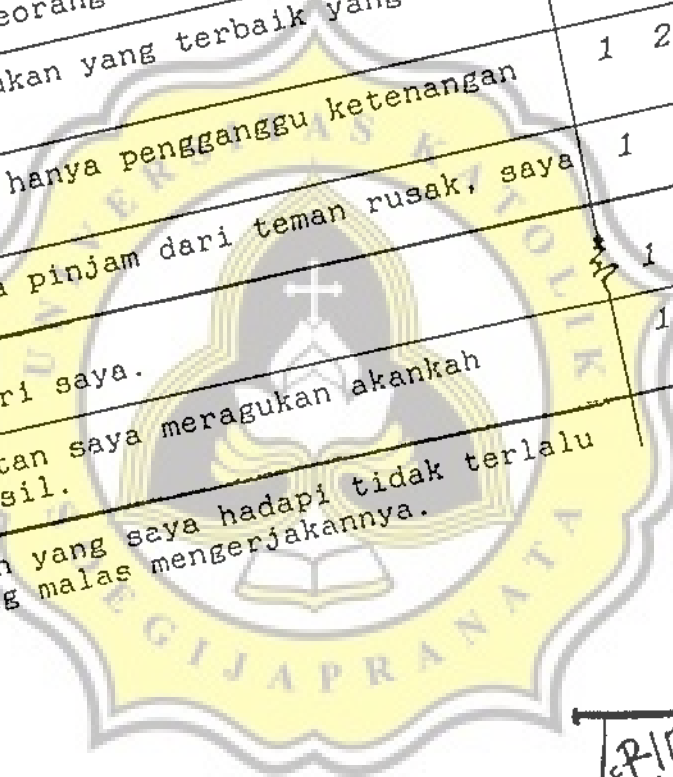 kan yang terbaik yang
1 2
hanya pengganggu ketenangan
1
pinjam dari teman rusak, saya
1
ri saya.
1
tan saya meragukan akankah
sil.
yang saya hadapi tidak terlalu
g malas mengerjakannya.
UNIVERSITAS KATOLIK
SOEGIJAPRANATA